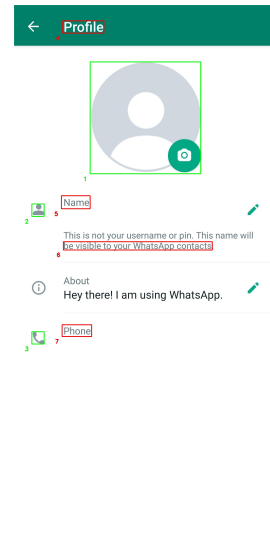 Profile
1
2
5
Name
This is not your username or pin. This name will
be visible to your WhatsApp contacts.
6
About
Hey there! I am using WhatsApp.
3
7
Phone